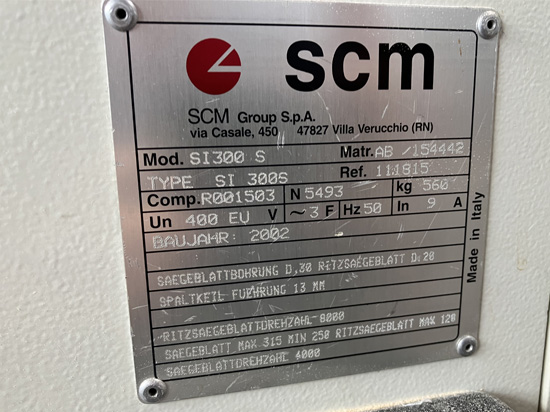 scm
SCM Group S.p.A.
via Casale, 450 47827 Villa Verucchio (RN)
Mod. SI300 S Matr. AB /154442
TYPE SI 300S Ref. 111815
Comp. R001503 N 5493 kg 560
Un 400 EU V ~ 3 F Hz 50 In 9 A
BAUJAHR: 2002
SAEGEBLATTBOHRUNG D,30 RITZSAEGEBLATT D:20
SPALTKEIL FUEHRUNG 13 MM
RITZSAEGEBLATTDREHZAHL-8000
SAEGEBLATT MAX 315 MIN 250 RITZSAEGEBLATT MAX 120
SAEGEBLATTDREHZAHL 4000
Made in Italy